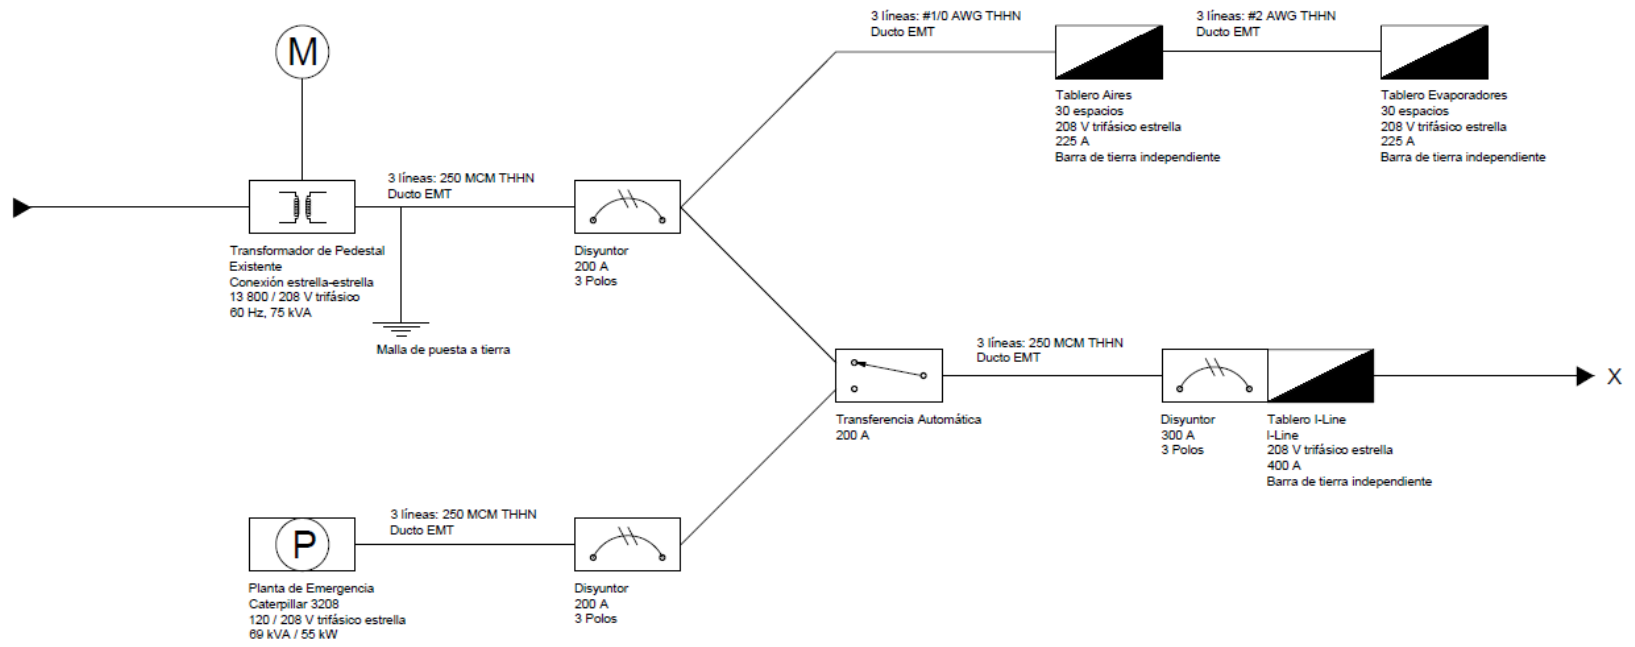 M
3 líneas: 250 MCM THHN
Ducto EMT
Transformador de Pedestal
Existente
Conexión estrella-estrella
13 800 / 208 V trifásico
60 Hz, 75 kVA
Malla de puesta a tierra
Disyuntor
200 A
3 Polos
3 líneas: #1/0 AWG THHN
Ducto EMT
Tablero Aires
30 espacios
208 V trifásico estrella
225 A
Barra de tierra independiente
3 líneas: #2 AWG THHN
Ducto EMT
Tablero Evaporadores
30 espacios
208 V trifásico estrella
225 A
Barra de tierra independiente
Transferencia Automática
200 A
3 líneas: 250 MCM THHN
Ducto EMT
Disyuntor
300 A
3 Polos
Tablero I-Line
I-Line
208 V trifásico estrella
400 A
Barra de tierra independiente
X
P
Planta de Emergencia
Caterpillar 3208
120 / 208 V trifásico estrella
69 kVA / 55 kW
3 líneas: 250 MCM THHN
Ducto EMT
Disyuntor
200 A
3 Polos